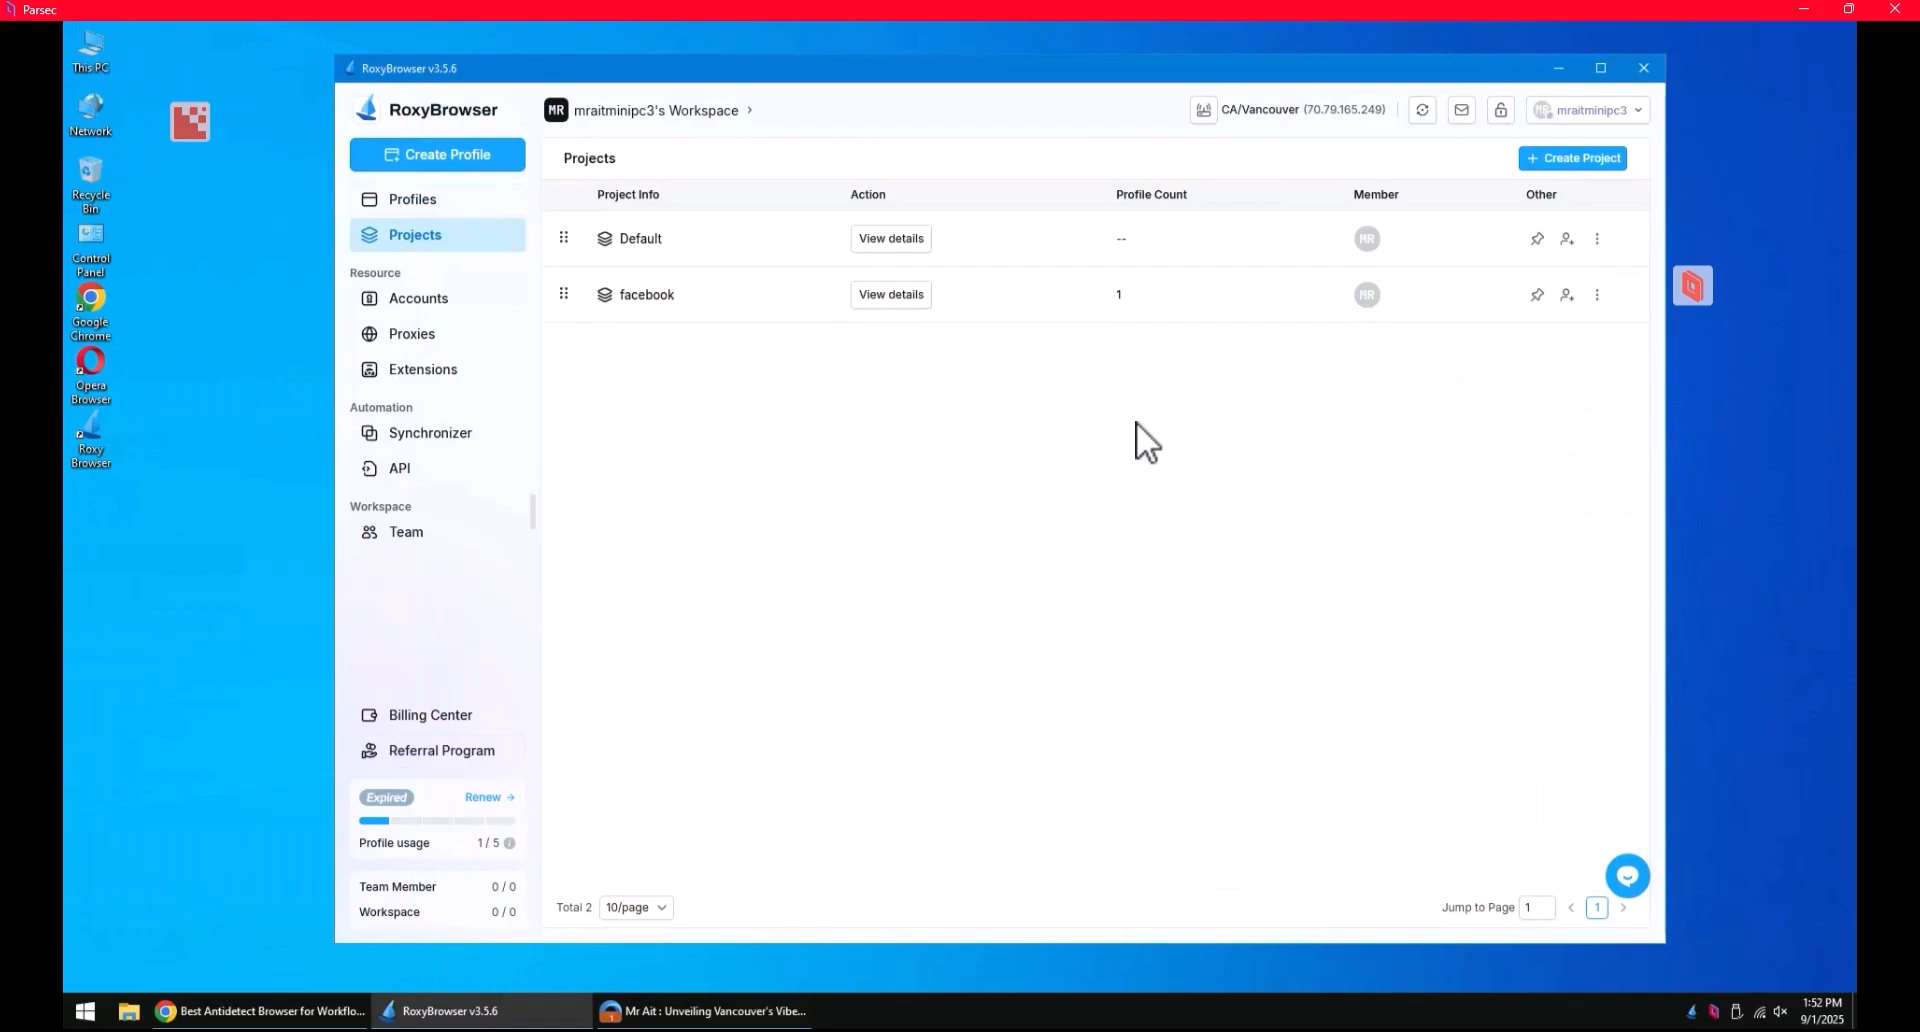 Parsec
This PC
Network
Recycle
Bin
Control
Panel
Google
Chrome
Opera
Browser
Roxy
Browser
RoxyBrowser v3.5.6
RoxyBrowser
MR mraitminipc3's Workspace
CA/Vancouver (70.79.165.249)
MR mraitminipc3
Create Profile
Profiles
Projects
Resource
Accounts
Proxies
Extensions
Automation
Synchronizer
API
Workspace
Team
Billing Center
Referral Program
Expired Renew →
Profile usage 1 / 5
Team Member 0 / 0
Workspace 0 / 0
Projects
+ Create Project
Project Info Action Profile Count Member Other
Default View details -- MR
facebook View details 1 MR
Total 2 10/page
Jump to Page 1 < 1 >
Best Antidetect Browser for Workflo...
RoxyBrowser v3.5.6
Mr Ait : Unveiling Vancouver's Vibe...
1:52 PM
9/1/2025